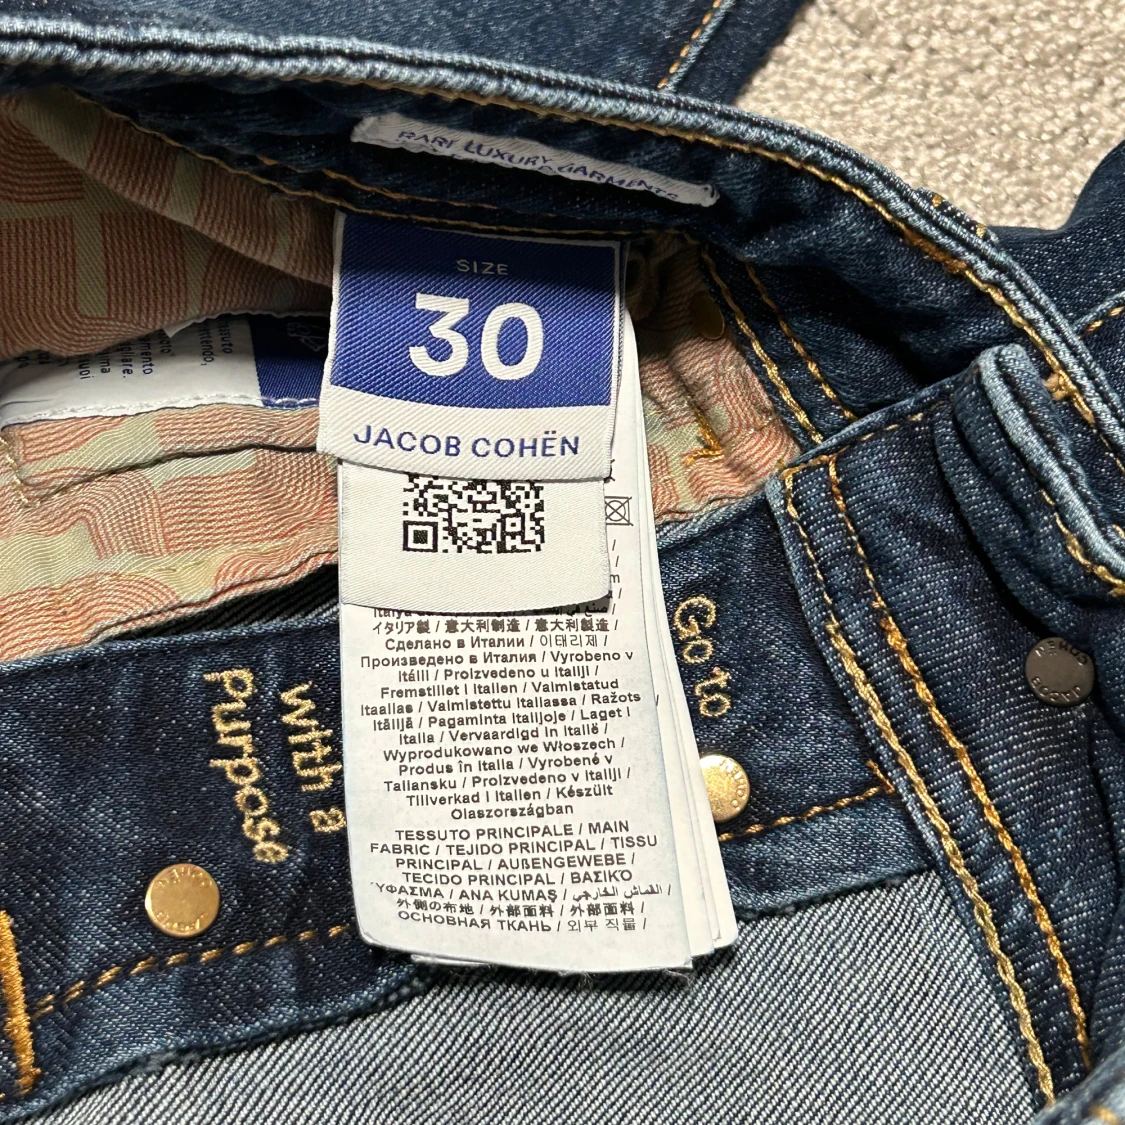 RARE LUXURY GARMENTS
SIZE
30
JACOB COHËN
イタリア製 / 意大利制造 / 意大利製造 /
Сделано в Италии / 이태리제 /
Произведено в Италия / Vyrobeno v
Itálii / Proizvedeno u Italiji /
Fremstillet i Italien / Valmistatud
Itaalias / Valmistettu Italiassa / Ražots
Itālijā / Pagaminta Italijoje / Laget i
Italia / Vervaardigd in Italië /
Wyprodukowano we Włoszech /
Produs în Italia / Vyrobené v
Taliansku / Proizvedeno v Italiji /
Tillverkad i Italien / Készült
Olaszországban
TESSUTO PRINCIPALE / MAIN
FABRIC / TEJIDO PRINCIPAL / TISSU
PRINCIPAL / AUßENGEWEBE /
TECIDO PRINCIPAL / ΒΑΣΙΚΌ
ΎΦΑΣΜΑ / ANA KUMAŞ / القماش الخارجي /
外側の布地 / 外部面料 / 外部面料 /
ОСНОВНАЯ ТКАНЬ / 외부 직물 /
Go to
with a
purpose